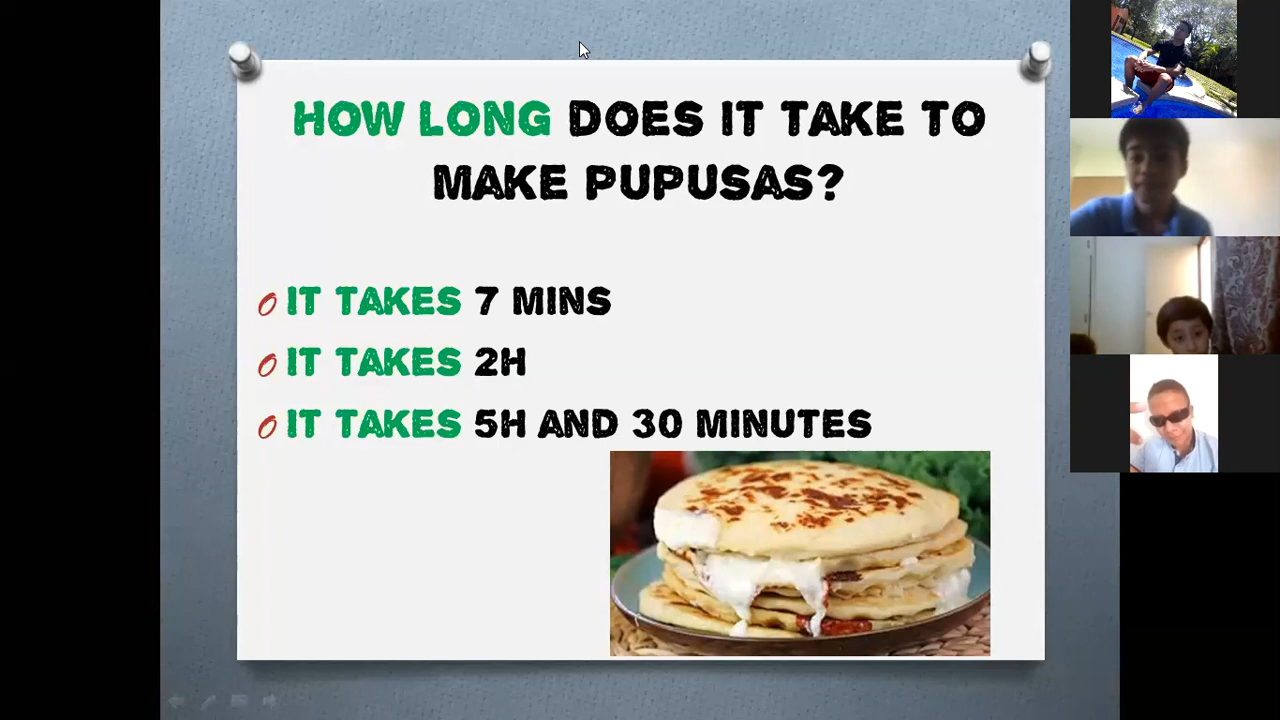 HOW LONG DOES IT TAKE TO
MAKE PUPUSAS?
IT TAKES 7 MINS
IT TAKES 2H
IT TAKES 5H AND 30 MINUTES